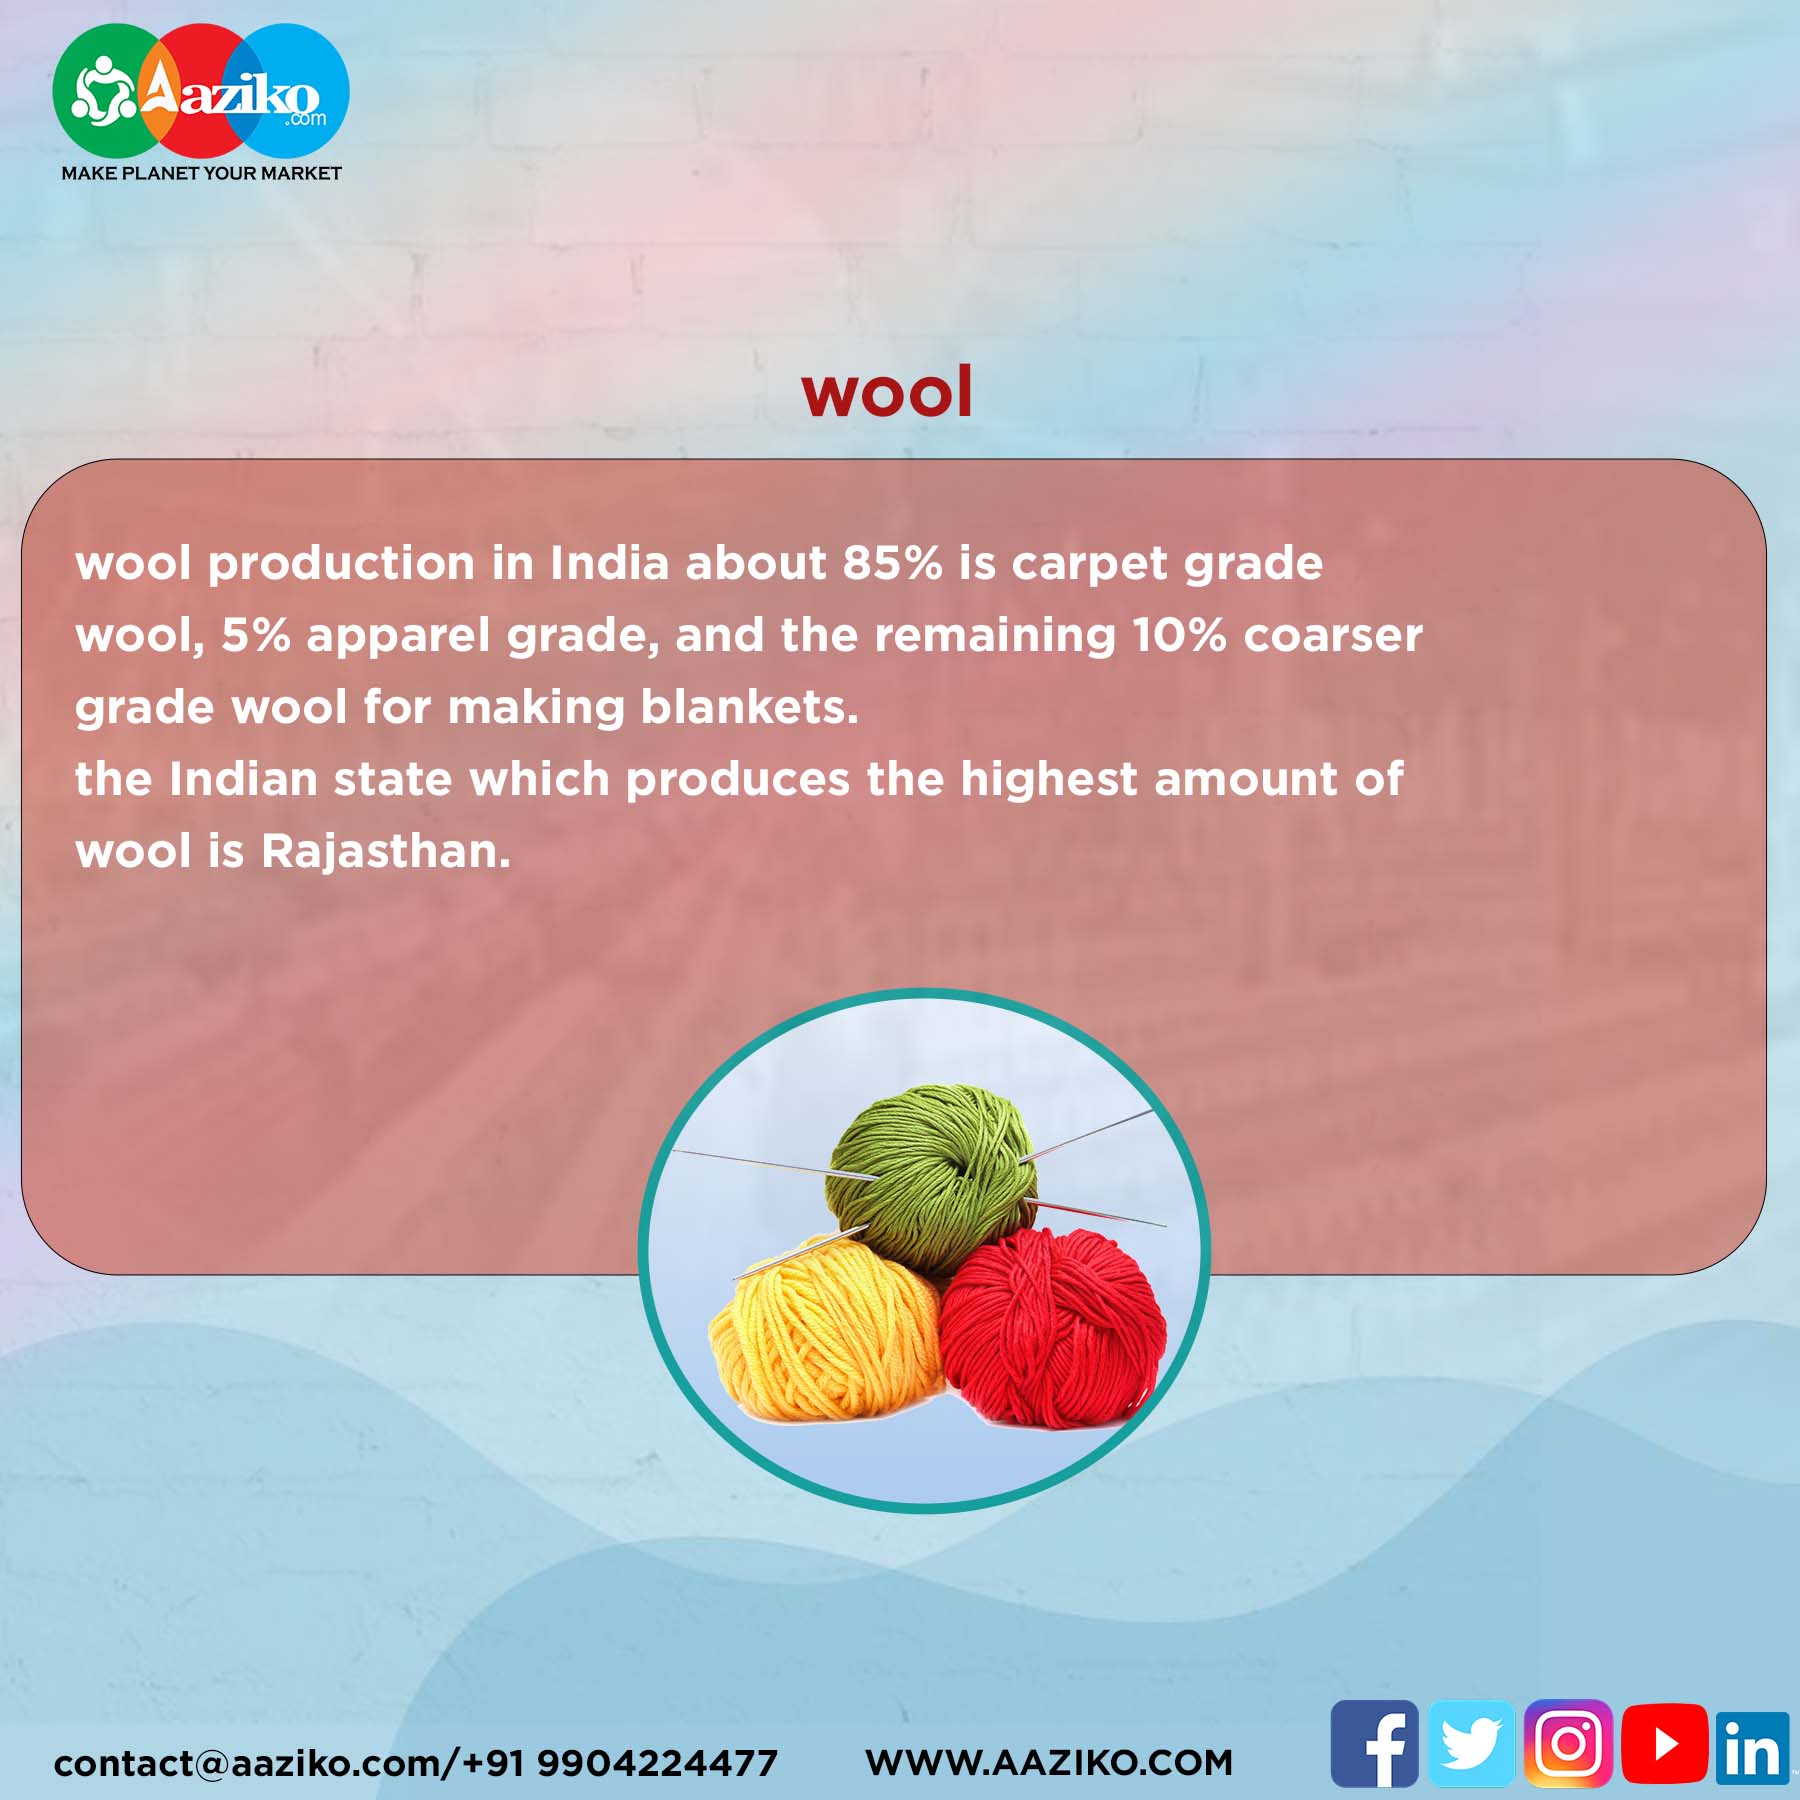 Aaziko
.com
MAKE PLANET YOUR MARKET
wool
wool production in India about 85% is carpet grade
wool, 5% apparel grade, and the remaining 10% coarser
grade wool for making blankets.
the Indian state which produces the highest amount of
wool is Rajasthan.
contact@aaziko.com/+91 9904224477 WWW.AAZIKO.COM
f
in